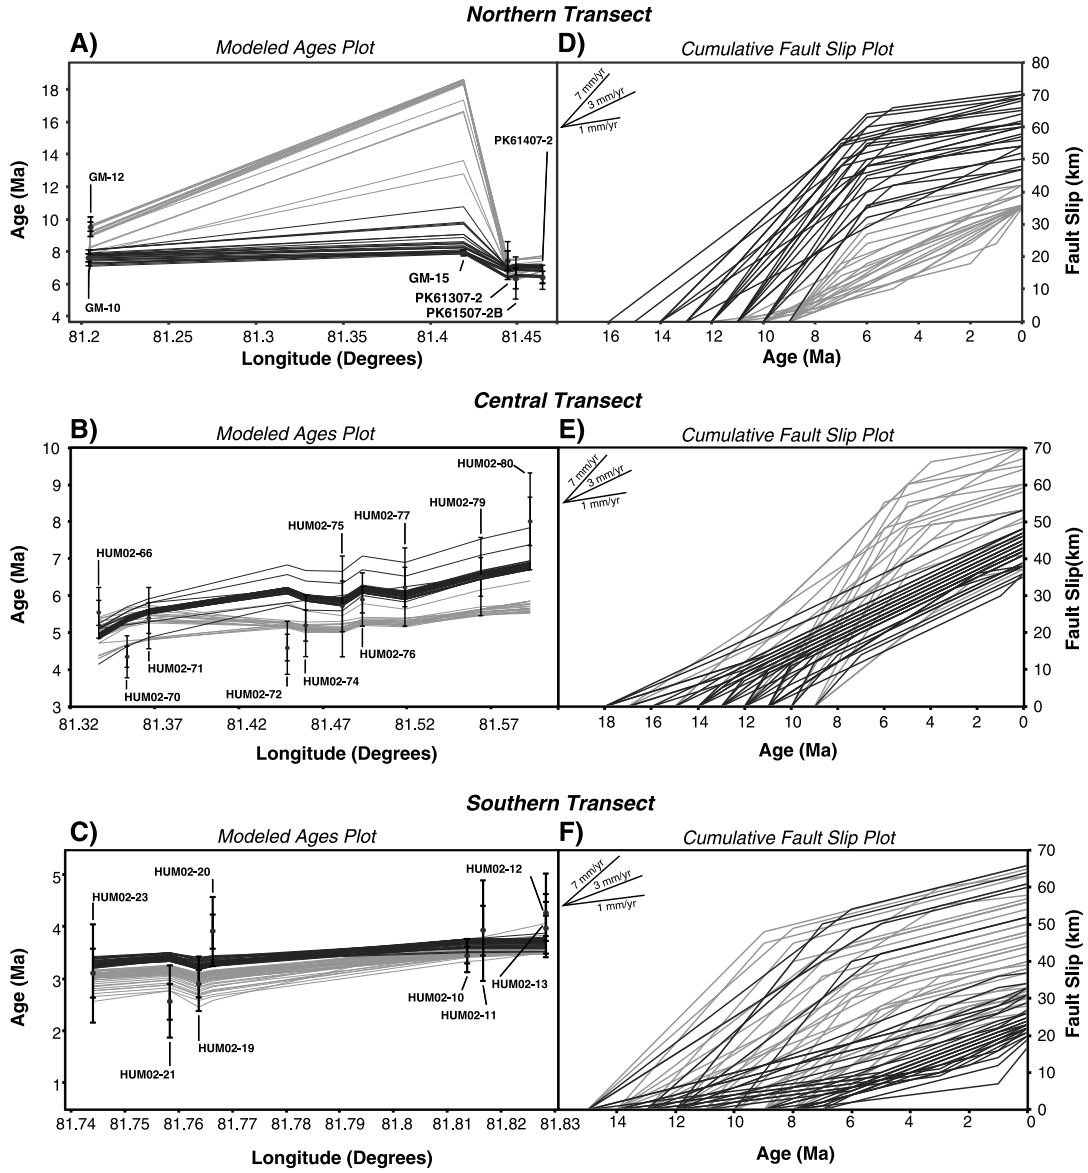 Northern Transect
A) Modeled Ages Plot
D) Cumulative Fault Slip Plot
Age (Ma)
18
16
14
12
10
8
6
4
GM-12
GM-10
GM-15
PK61307-2
PK61507-2B
PK61407-2
81.2 81.25 81.3 81.35 81.4 81.45
Longitude (Degrees)
7 mm/yr
3 mm/yr
1 mm/yr
80
70
60
50
40
30
20
10
0
Fault Slip (km)
16 14 12 10 8 6 4 2 0
Age (Ma)
Central Transect
B) Modeled Ages Plot
E) Cumulative Fault Slip Plot
Age (Ma)
10
9
8
7
6
5
4
3
HUM02-66
HUM02-70
HUM02-71
HUM02-72
HUM02-74
HUM02-75
HUM02-76
HUM02-77
HUM02-79
HUM02-80
81.32 81.37 81.42 81.47 81.52 81.57
Longitude (Degrees)
7 mm/yr
3 mm/yr
1 mm/yr
70
60
50
40
30
20
10
0
Fault Slip(km)
18 16 14 12 10 8 6 4 2 0
Age (Ma)
Southern Transect
C) Modeled Ages Plot
F) Cumulative Fault Slip Plot
Age (Ma)
5
4
3
2
1
HUM02-23
HUM02-20
HUM02-21
HUM02-19
HUM02-12
HUM02-10
HUM02-13
HUM02-11
81.74 81.75 81.76 81.77 81.78 81.79 81.8 81.81 81.82 81.83
Longitude (Degrees)
7 mm/yr
3 mm/yr
1 mm/yr
70
60
50
40
30
20
10
0
Fault Slip (km)
14 12 10 8 6 4 2 0
Age (Ma)